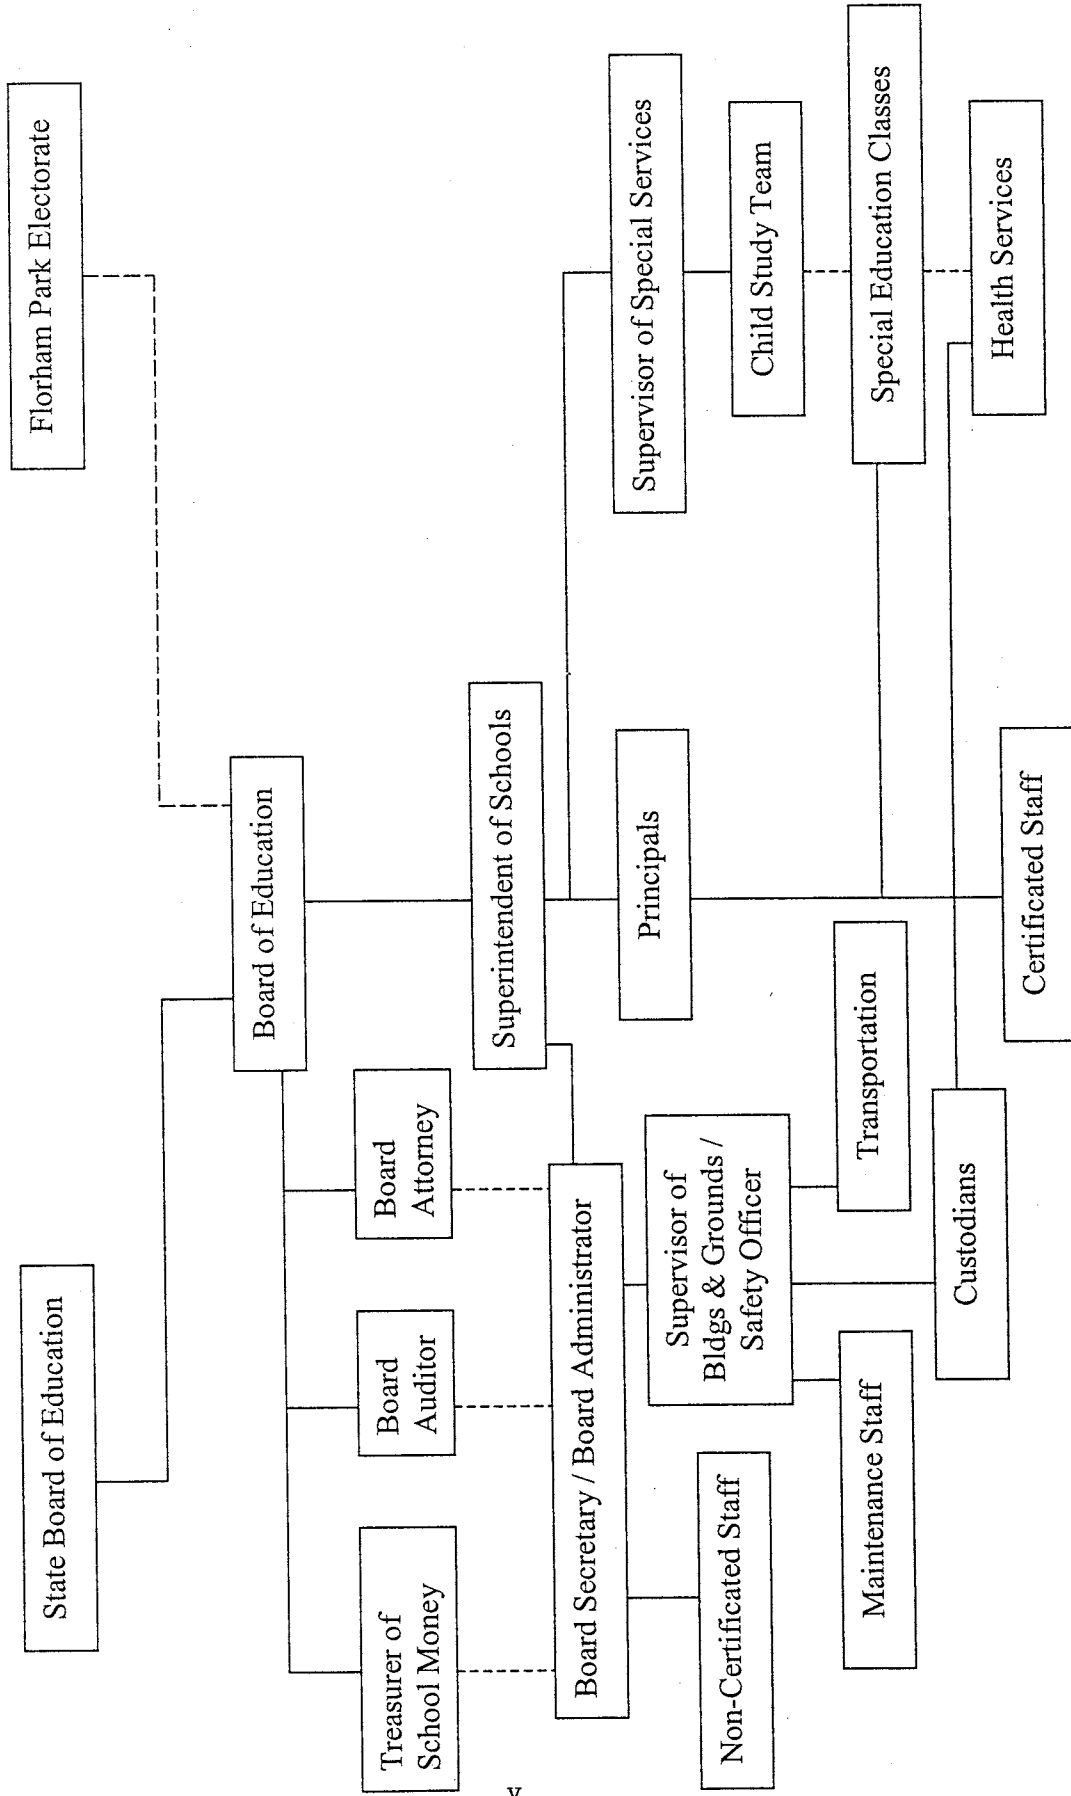 State Board of Education
Florham Park Electorate
Board of Education
Treasurer of
School Money
Board
Auditor
Board
Attorney
Superintendent of Schools
Board Secretary / Board Administrator
Principals
Supervisor of Special Services
Non-Certificated Staff
Supervisor of
Bldgs & Grounds /
Safety Officer
Child Study Team
Maintenance Staff
Transportation
Special Education Classes
Custodians
Certificated Staff
Health Services
v